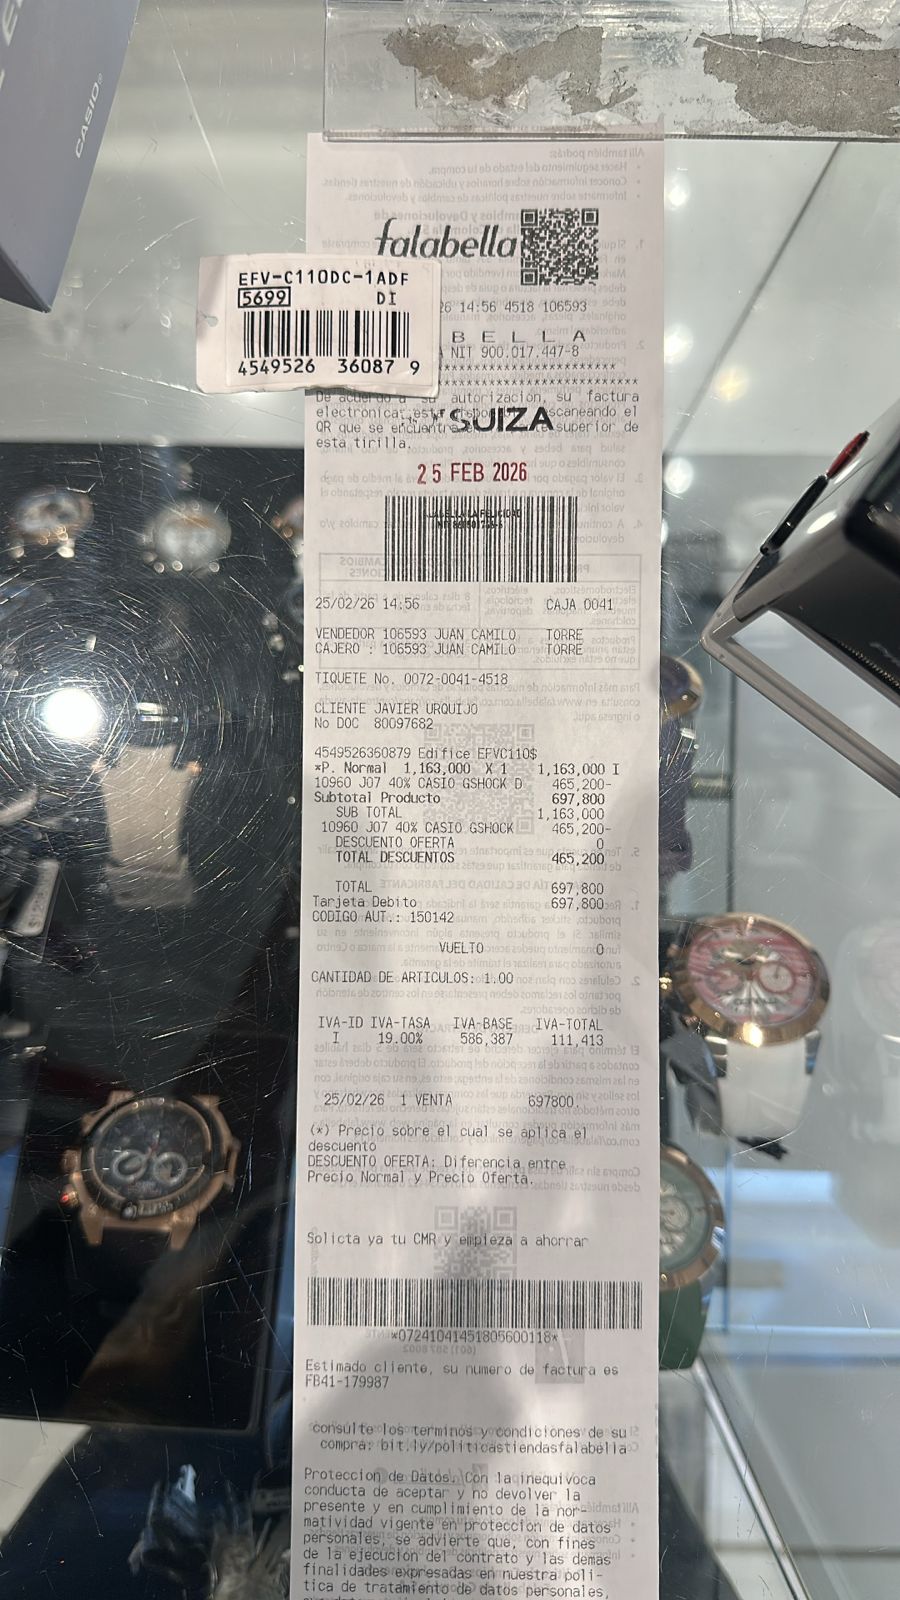 CASIO
falabella
EFV-C110DC-1ADF
5699 DI
4549526 36087 9
26 14:56 4518 106593
B E L L A
NIT 900.017.447-8
De acuerdo a su autorización, su factura
electronica, esta disponible escaneando el
QR que se encuentra superior de
esta tirilla.
SUIZA
25 FEB 2026
25/02/26 14:56 CAJA 0041
VENDEDOR 106593 JUAN CAMILO TORRE
CAJERO : 106593 JUAN CAMILO TORRE
TIQUETE No. 0072-0041-4518
CLIENTE JAVIER URQUIJO
No DOC 80097682
4549526360879 Edifice EFVC110$
*P. Normal 1,163,000 X 1 1,163,000 I
10960 J07 40% CASIO GSHOCK D 465,200-
Subtotal Producto 697,800
SUB TOTAL 1,163,000
10960 J07 40% CASIO GSHOCK 465,200-
DESCUENTO OFERTA 0
TOTAL DESCUENTOS 465,200
TOTAL 697,800
Tarjeta Debito 697,800
CODIGO AUT.: 150142
VUELTO 0
CANTIDAD DE ARTICULOS: 1.00
IVA-ID IVA-TASA IVA-BASE IVA-TOTAL
I 19.00% 586,387 111,413
25/02/26 1 VENTA 697800
(*) Precio sobre el cual se aplica el
descuento
DESCUENTO OFERTA: Diferencia entre
Precio Normal y Precio Oferta.
Solicta ya tu CMR y empieza a ahorrar
*07241041451805600118*
Estimado cliente, su numero de factura es
FB41-179987
consulte los terminos y condiciones de su
compra: bit.ly/politicastiendasfalabella
Proteccion de Datos. Con la inequivoca
conducta de aceptar y no devolver la
presente y en cumplimiento de la nor-
matividad vigente en protección de datos
personales, se advierte que, con fines
de la ejecución del contrato y las demas
finalidades expresadas en nuestra poli-
tica de tratamiento de datos personales,